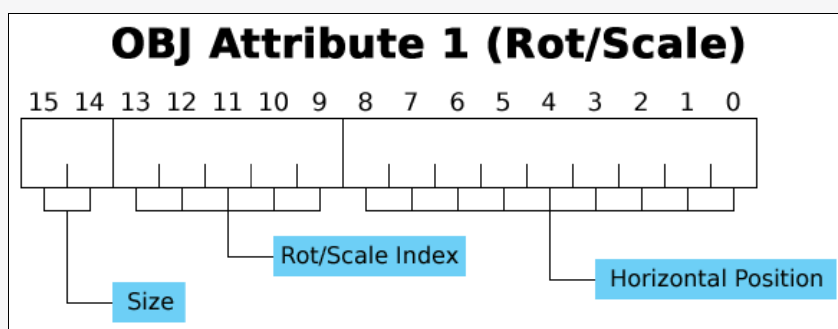 OBJ Attribute 1 (Rot/Scale)
15 14 13 12 11 10 9 8 7 6 5 4 3 2 1 0
Rot/Scale Index
Horizontal Position
Size